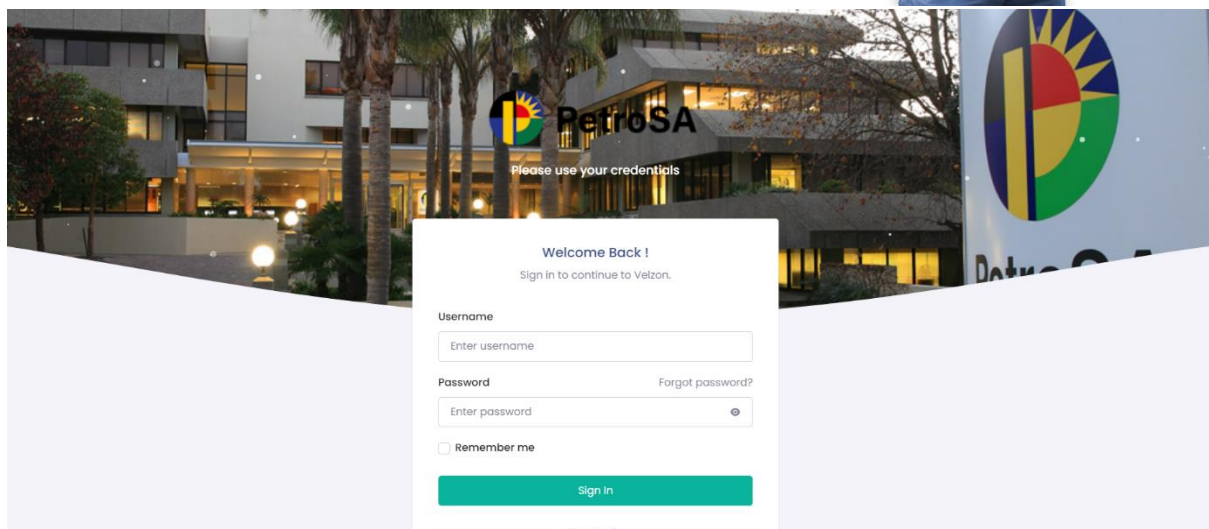 PetroSA
Please use your credentials
Welcome Back !
Sign in to continue to Velzon.
Username
Enter username
Password
Forgot password?
Enter password
Remember me
Sign In